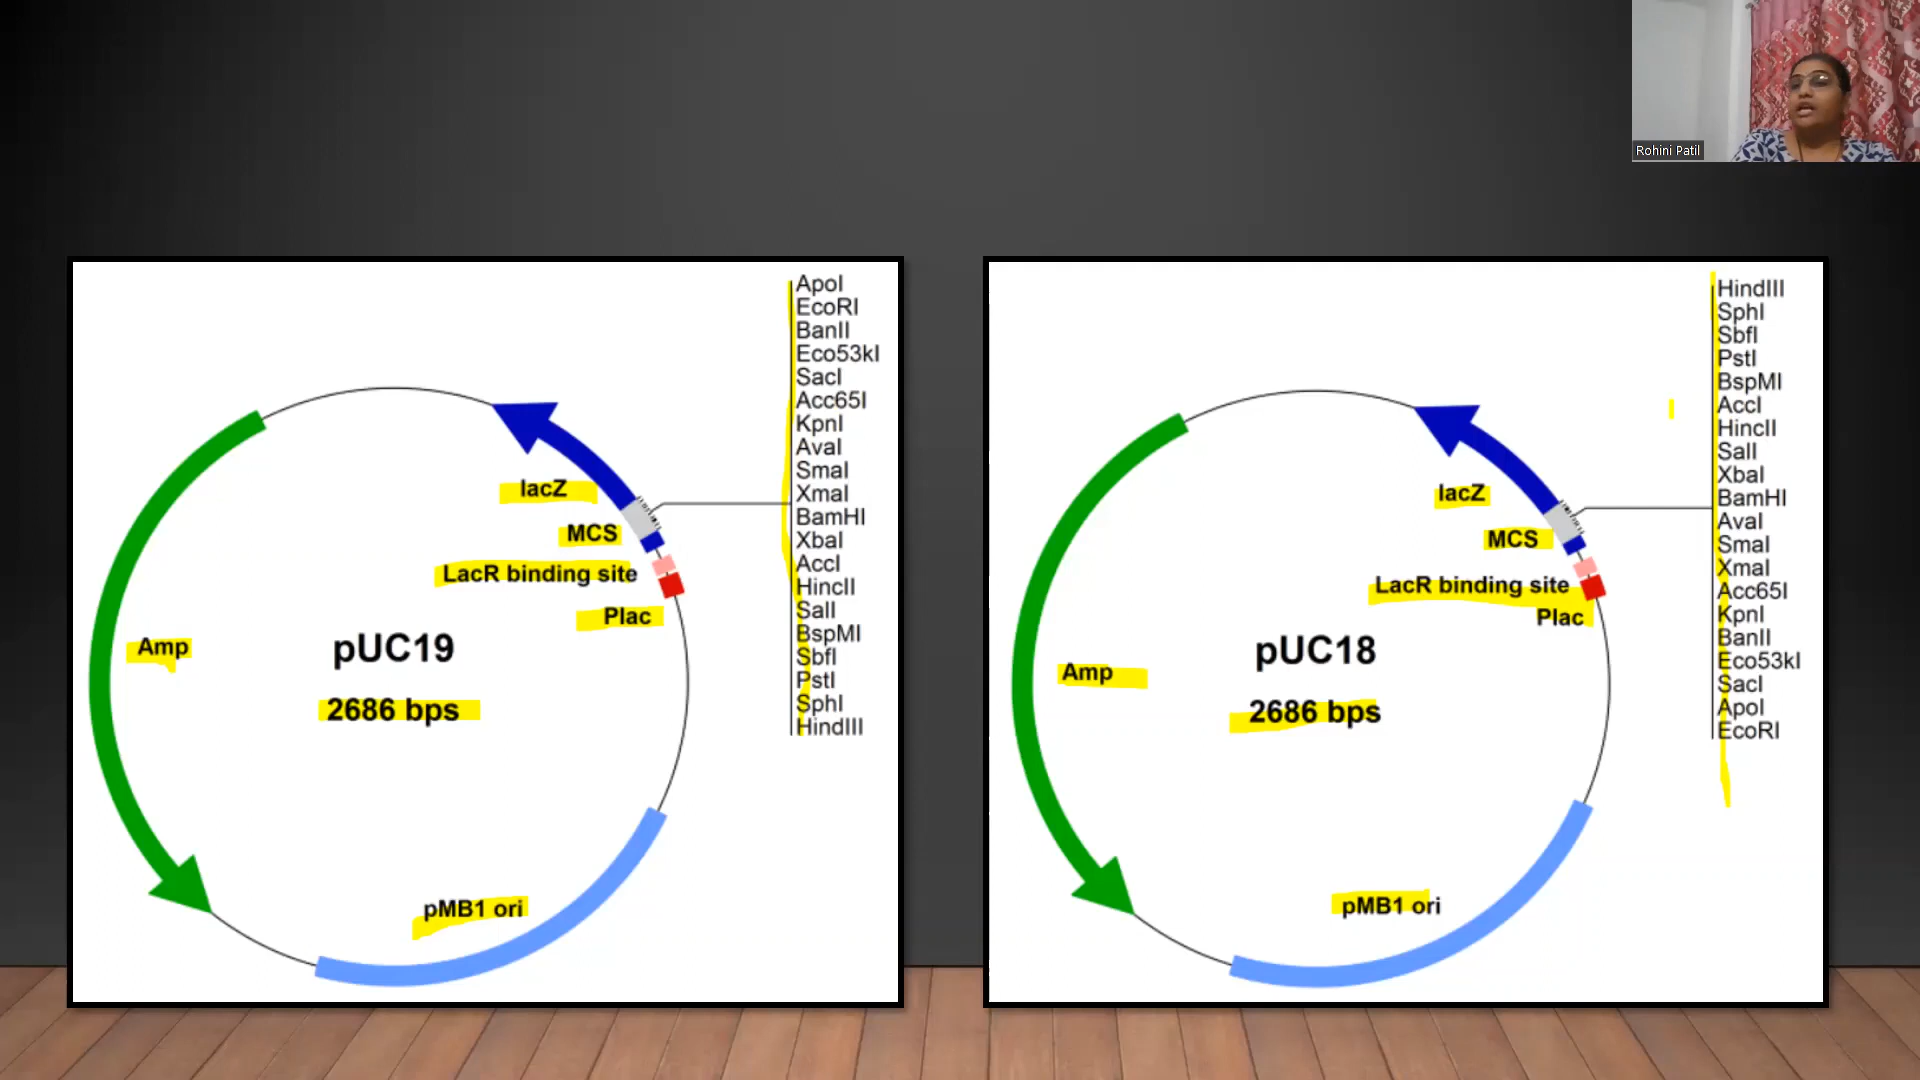 Rohini Patil
ApoI
EcoRI
BanII
Eco53kI
SacI
Acc65I
KpnI
AvaI
SmaI
XmaI
BamHI
XbaI
AccI
HincII
SalI
BspMI
SbfI
PstI
SphI
HindIII
lacZ
MCS
LacR binding site
Plac
Amp
pUC19
2686 bps
pMB1 ori
HindIII
SphI
SbfI
PstI
BspMI
AccI
HincII
SalI
XbaI
BamHI
AvaI
SmaI
XmaI
Acc65I
KpnI
BanII
Eco53kI
SacI
ApoI
EcoRI
lacZ
MCS
LacR binding site
Plac
Amp
pUC18
2686 bps
pMB1 ori